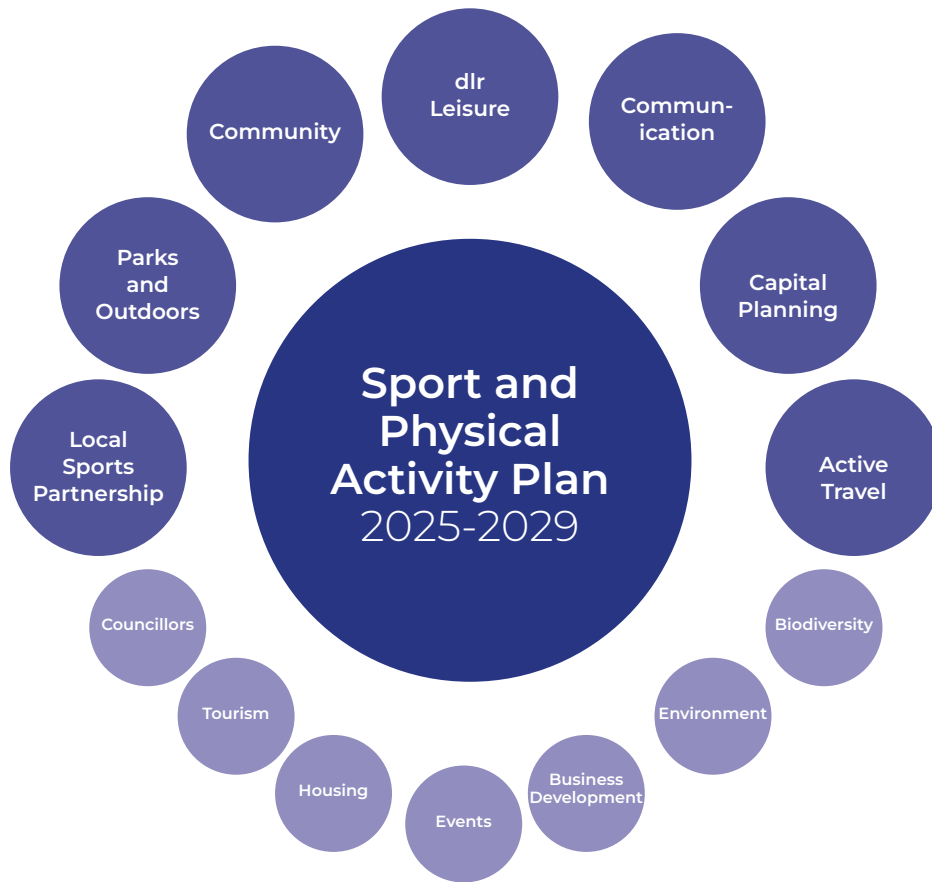 dlr
Leisure
Commun-
ication
Community
Parks
and
Outdoors
Capital
Planning
Sport and
Physical
Activity Plan
2025-2029
Local
Sports
Partnership
Active
Travel
Councillors
Biodiversity
Tourism
Environment
Housing
Business
Development
Events